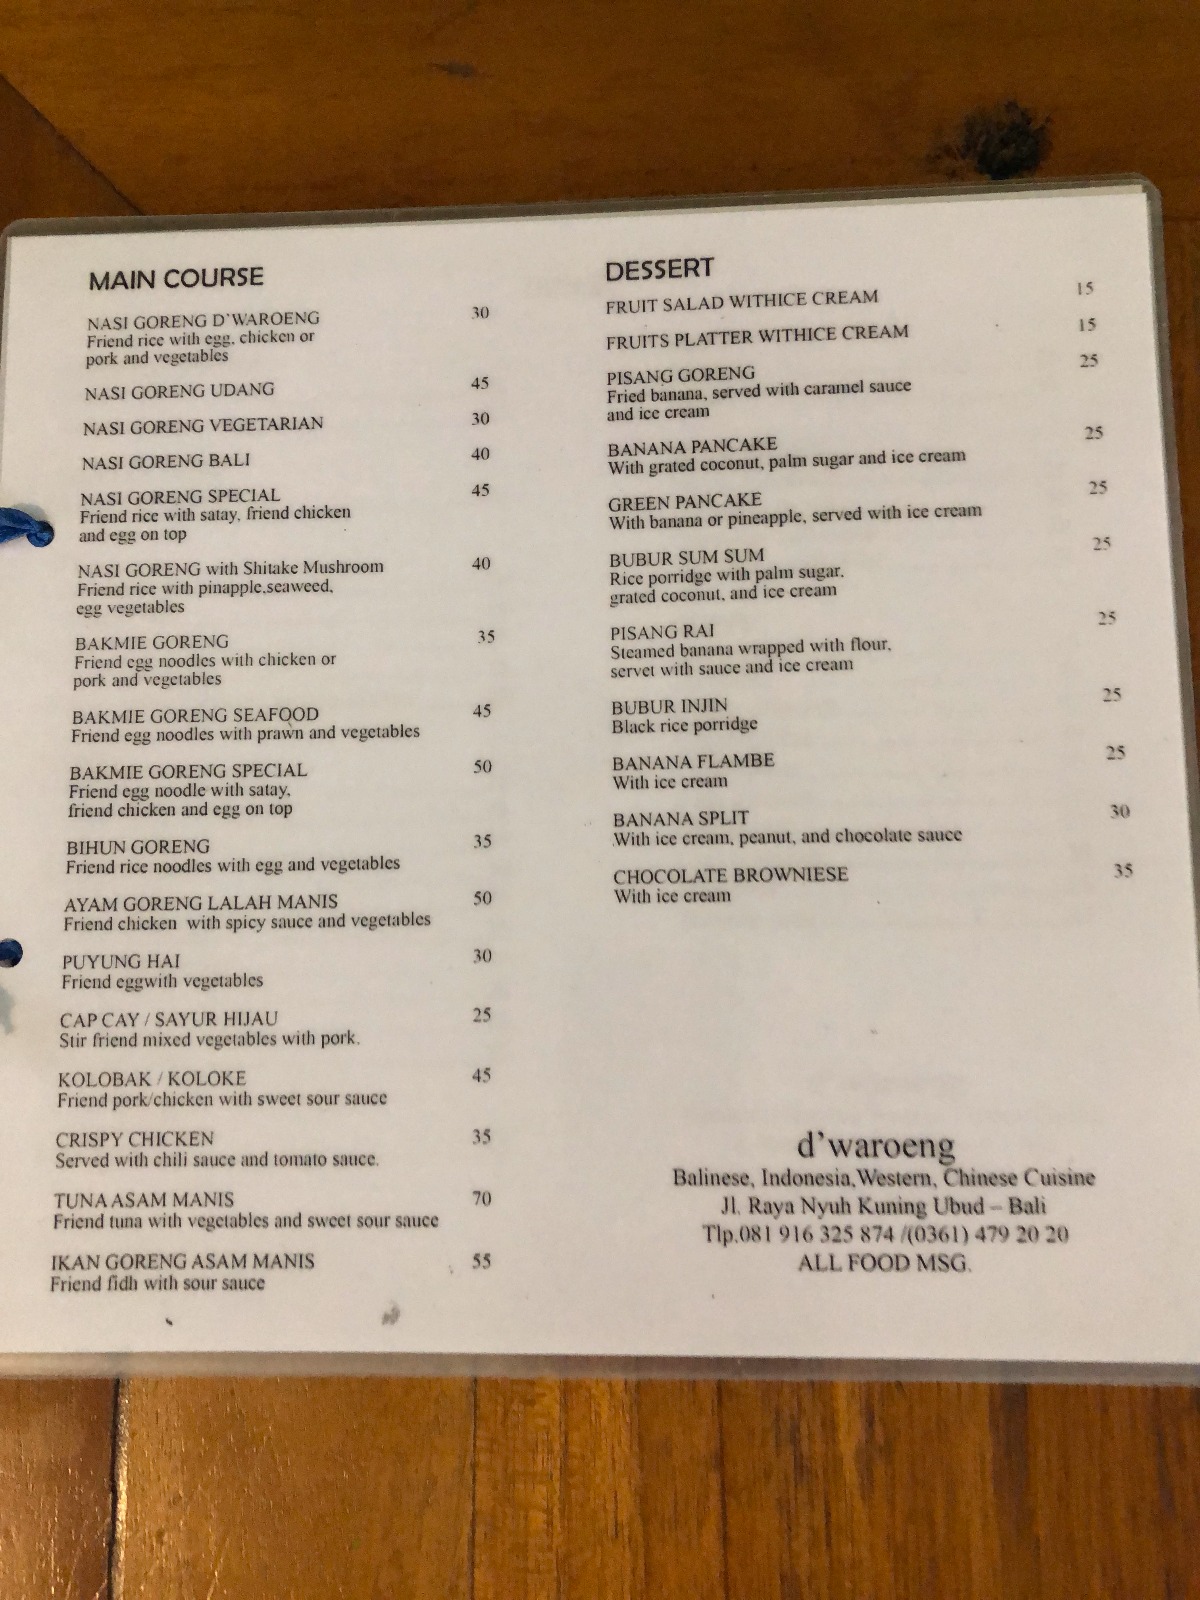 MAIN COURSE
NASI GORENG D'WAROENG 30
Friend rice with egg, chicken or
pork and vegetables
NASI GORENG UDANG 45
NASI GORENG VEGETARIAN 30
NASI GORENG BALI 40
NASI GORENG SPECIAL 45
Friend rice with satay, friend chicken
and egg on top
NASI GORENG with Shitake Mushroom 40
Friend rice with pinapple,seaweed,
egg vegetables
BAKMIE GORENG 35
Friend egg noodles with chicken or
pork and vegetables
BAKMIE GORENG SEAFOOD 45
Friend egg noodles with prawn and vegetables
BAKMIE GORENG SPECIAL 50
Friend egg noodle with satay,
friend chicken and egg on top
BIHUN GORENG 35
Friend rice noodles with egg and vegetables
AYAM GORENG LALAH MANIS 50
Friend chicken with spicy sauce and vegetables
PUYUNG HAI 30
Friend eggwith vegetables
CAP CAY / SAYUR HIJAU 25
Stir friend mixed vegetables with pork.
KOLOBAK / KOLOKE 45
Friend pork/chicken with sweet sour sauce
CRISPY CHICKEN 35
Served with chili sauce and tomato sauce.
TUNA ASAM MANIS 70
Friend tuna with vegetables and sweet sour sauce
IKAN GORENG ASAM MANIS 55
Friend fidh with sour sauce
DESSERT
FRUIT SALAD WITHICE CREAM 15
FRUITS PLATTER WITHICE CREAM 15
PISANG GORENG 25
Fried banana, served with caramel sauce
and ice cream
BANANA PANCAKE 25
With grated coconut, palm sugar and ice cream
GREEN PANCAKE 25
With banana or pineapple, served with ice cream
BUBUR SUM SUM 25
Rice porridge with palm sugar.
grated coconut, and ice cream
PISANG RAI 25
Steamed banana wrapped with flour,
servet with sauce and ice cream
BUBUR INJIN 25
Black rice porridge
BANANA FLAMBE 25
With ice cream
BANANA SPLIT 30
With ice cream, peanut, and chocolate sauce
CHOCOLATE BROWNIESE 35
With ice cream
d'waroeng
Balinese, Indonesia,Western, Chinese Cuisine
Jl. Raya Nyuh Kuning Ubud – Bali
Tlp.081 916 325 874 /(0361) 479 20 20
ALL FOOD MSG.